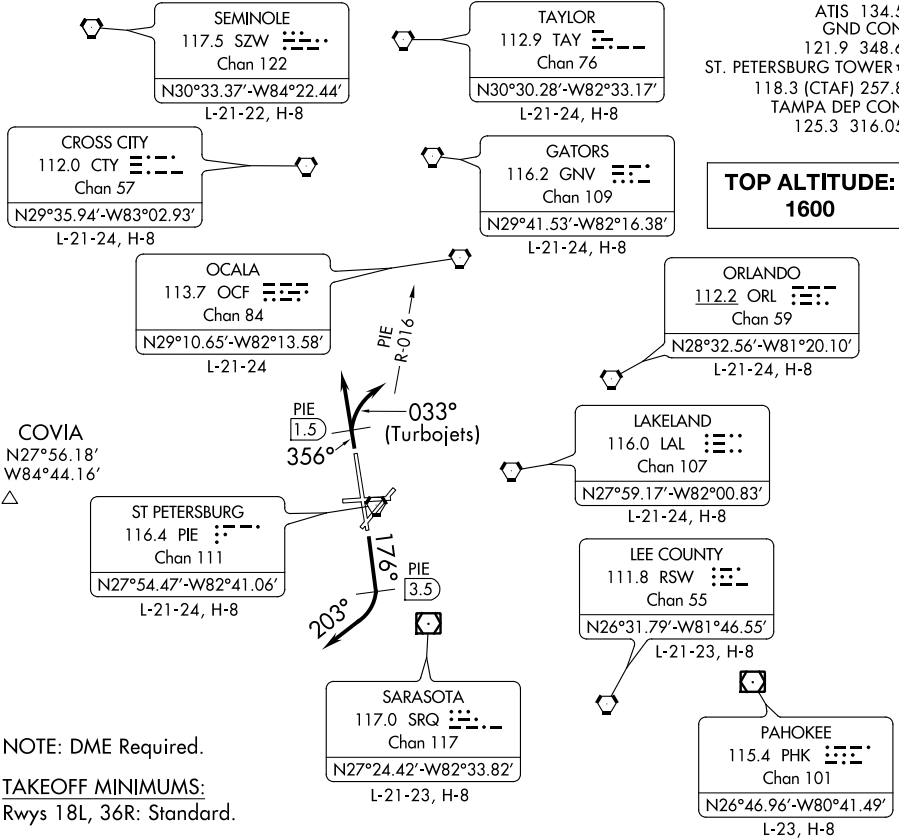 SEMINOLE
117.5 SZW
Chan 122
N30°33.37'-W84°22.44'
L-21-22, H-8
TAYLOR
112.9 TAY
Chan 76
N30°30.28'-W82°33.17'
L-21-24, H-8
ATIS 134.5
GND CON
121.9 348.6
ST. PETERSBURG TOWER
118.3 (CTAF) 257.8
TAMPA DEP CON
125.3 316.05
CROSS CITY
112.0 CTY
Chan 57
N29°35.94'-W83°02.93'
L-21-24, H-8
GATORS
116.2 GNV
Chan 109
N29°41.53'-W82°16.38'
L-21-24, H-8
TOP ALTITUDE:
1600
OCALA
113.7 OCF
Chan 84
N29°10.65'-W82°13.58'
L-21-24
PIE
R-016
ORLANDO
112.2 ORL
Chan 59
N28°32.56'-W81°20.10'
L-21-24, H-8
PIE
1.5
356°
033°
(Turbojets)
COVIA
N27°56.18'
W84°44.16'
LAKELAND
116.0 LAL
Chan 107
N27°59.17'-W82°00.83'
L-21-24, H-8
ST PETERSBURG
116.4 PIE
Chan 111
N27°54.47'-W82°41.06'
L-21-24, H-8
176°
PIE
3.5
203°
LEE COUNTY
111.8 RSW
Chan 55
N26°31.79'-W81°46.55'
L-21-23, H-8
SARASOTA
117.0 SRQ
Chan 117
N27°24.42'-W82°33.82'
L-21-23, H-8
PAHOKEE
115.4 PHK
Chan 101
N26°46.96'-W80°41.49'
L-23, H-8
NOTE: DME Required.
TAKEOFF MINIMUMS:
Rwys 18L, 36R: Standard.